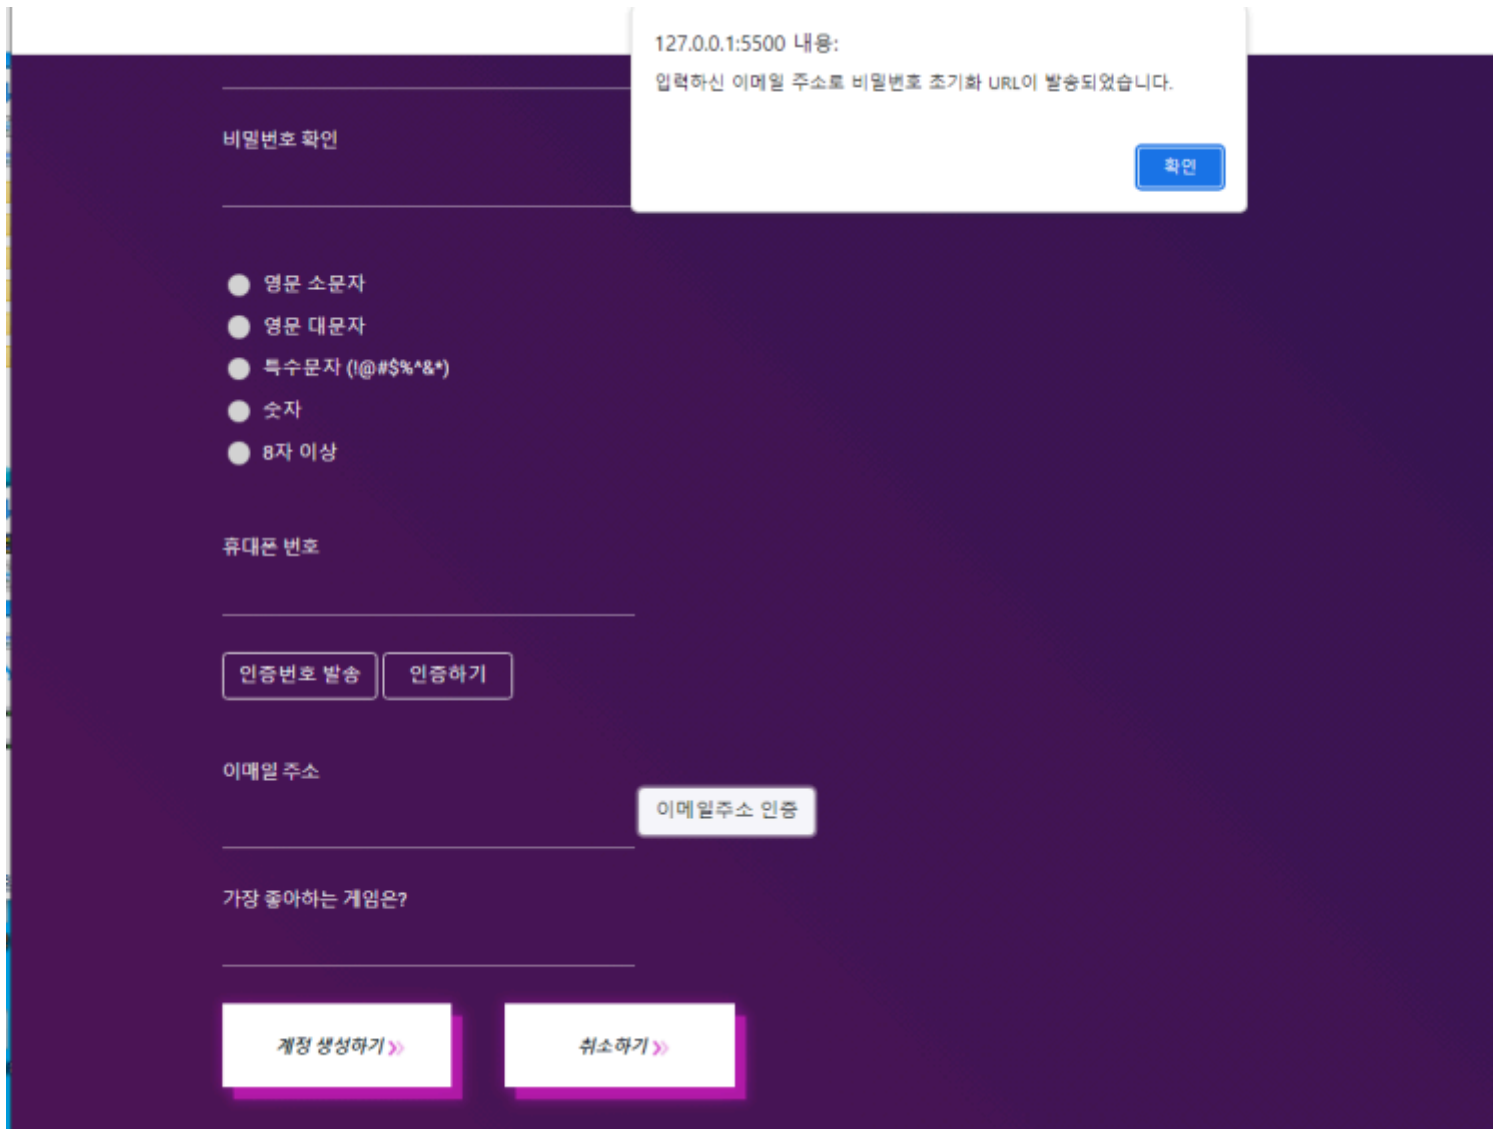 127.0.0.1:5500 내용:
입력하신 이메일 주소로 비밀번호 초기화 URL이 발송되었습니다.
확인
비밀번호 확인
영문 소문자
영문 대문자
특수문자 (!@#$%^&*)
숫자
8자 이상
휴대폰 번호
인증번호 발송 인증하기
이매일 주소
이메일주소 인증
가장 좋아하는 게임은?
계정 생성하기 취소하기